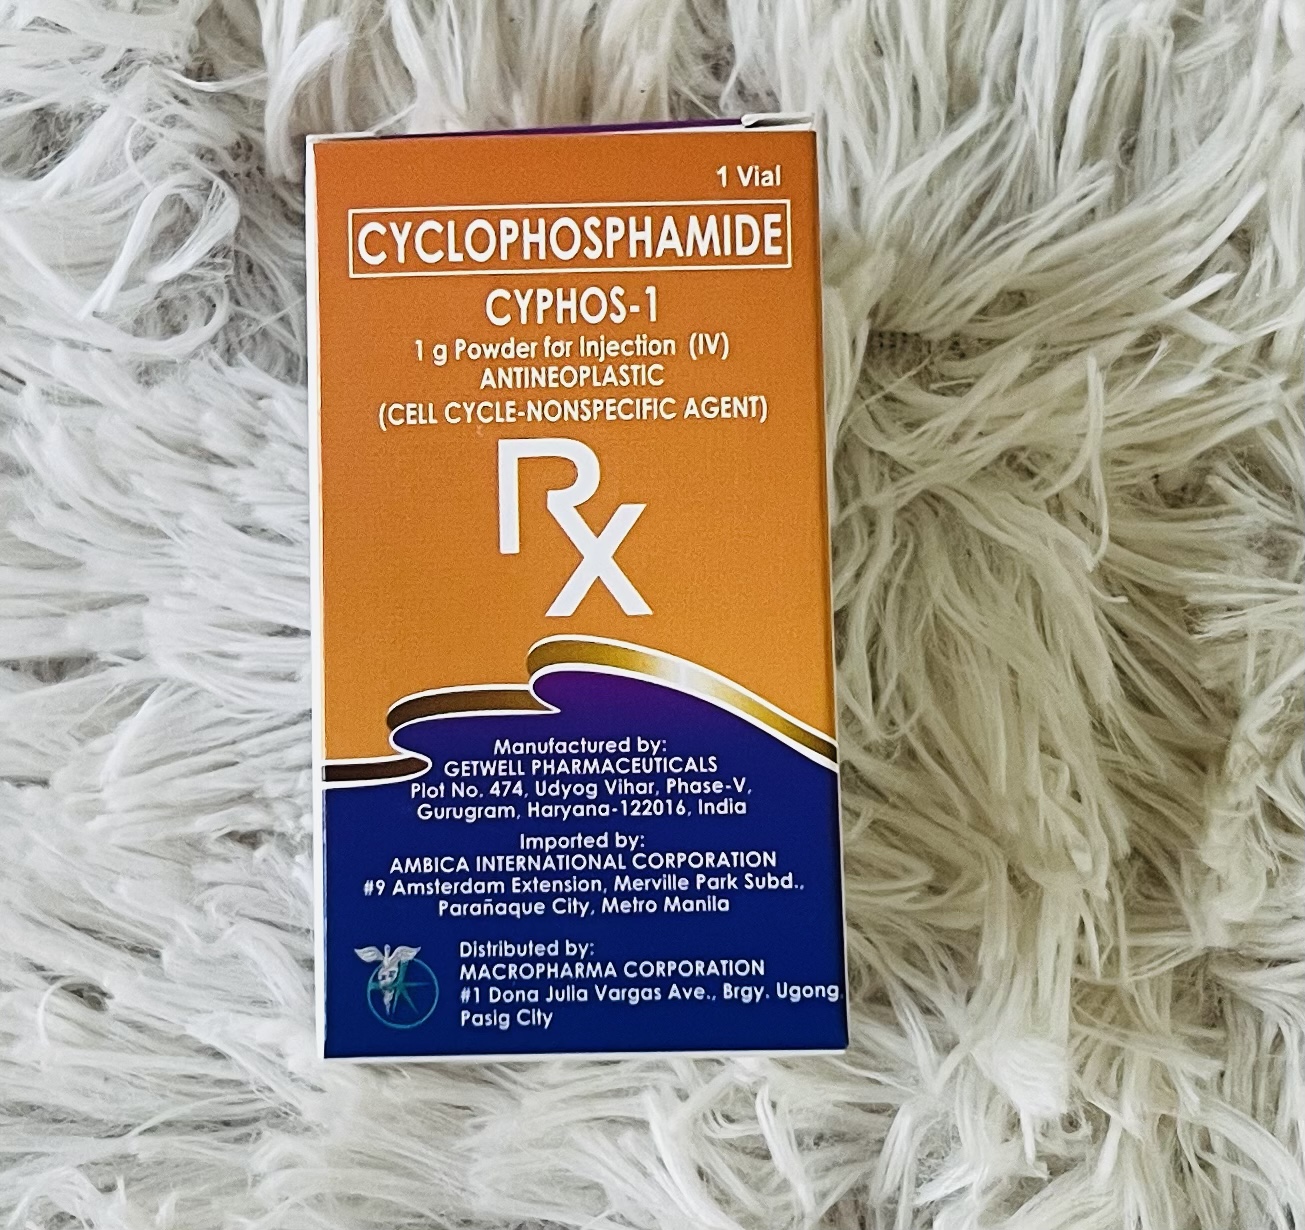 1 Vial
CYCLOPHOSPHAMIDE
CYPHOS-1
1 g Powder for Injection (IV)
ANTINEOPLASTIC
(CELL CYCLE-NONSPECIFIC AGENT)
Rx
Manufactured by:
GETWELL PHARMACEUTICALS
Plot No. 474, Udyog Vihar, Phase-V,
Gurugram, Haryana-122016, India
Imported by:
AMBICA INTERNATIONAL CORPORATION
#9 Amsterdam Extension, Merville Park Subd.,
Parañaque City, Metro Manila
Distributed by:
MACROPHARMA CORPORATION
#1 Dona Julia Vargas Ave., Brgy. Ugong,
Pasig City